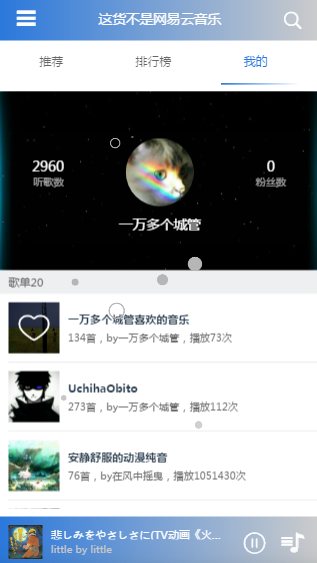 这货不是网易云音乐
推荐 排行榜 我的
2960 0
听歌数 粉丝数
一万多个城管
歌单20
一万多个城管喜欢的音乐
134首，by一万多个城管，播放73次
UchihaObito
273首，by一万多个城管，播放112次
安静舒服的动漫纯音
76首，by在风中摇曳，播放1051430次
悲しみをやさしさに(TV动画《火...
little by little